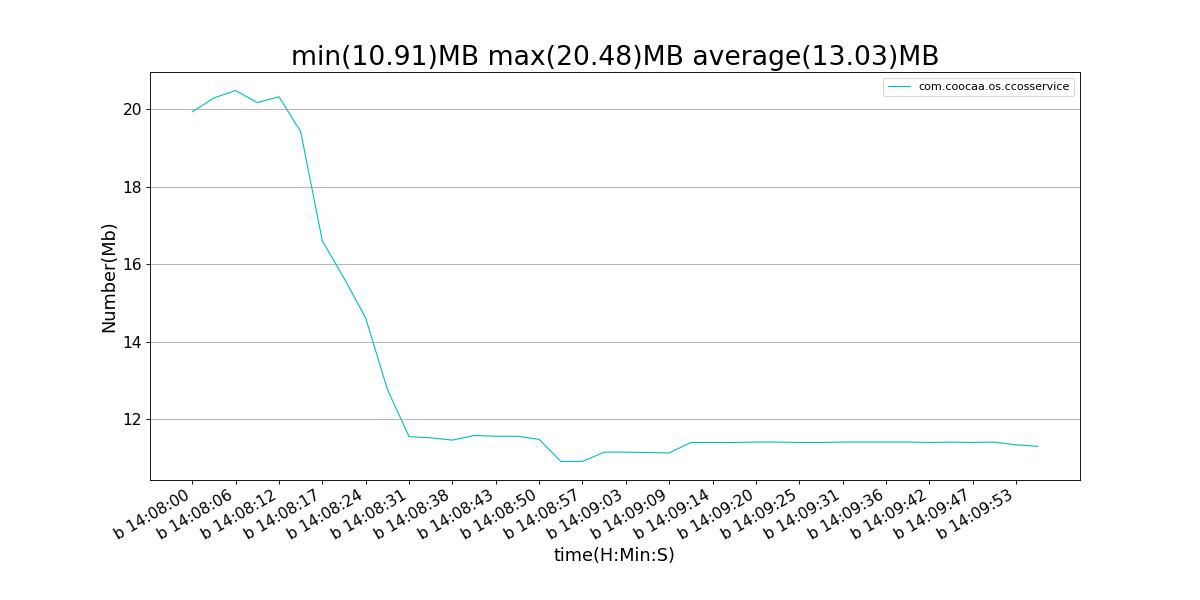 min(10.91)MB max(20.48)MB average(13.03)MB
com.coocaa.os.ccosservice
20
18
16
14
12
Number(Mb)
b 14:08:00
b 14:08:06
b 14:08:12
b 14:08:17
b 14:08:24
b 14:08:31
b 14:08:38
b 14:08:43
b 14:08:50
b 14:08:57
b 14:09:03
b 14:09:09
b 14:09:14
b 14:09:20
b 14:09:25
b 14:09:31
b 14:09:36
b 14:09:42
b 14:09:47
b 14:09:53
time(H:Min:S)